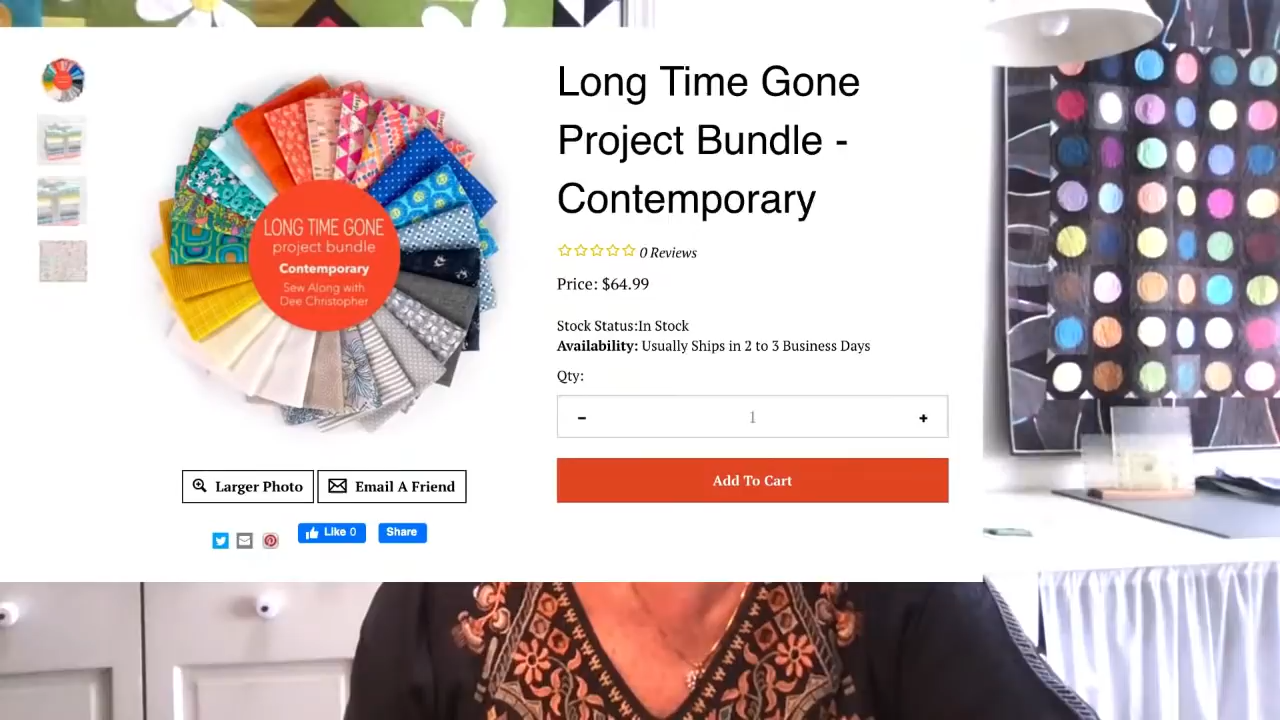 LONG TIME GONE
project bundle
Contemporary
Sew Along with
Dee Christopher
Larger Photo
Email A Friend
Like 0
Share
Long Time Gone
Project Bundle -
Contemporary
0 Reviews
Price: $64.99
Stock Status:In Stock
Availability: Usually Ships in 2 to 3 Business Days
Qty:
- 1 +
Add To Cart